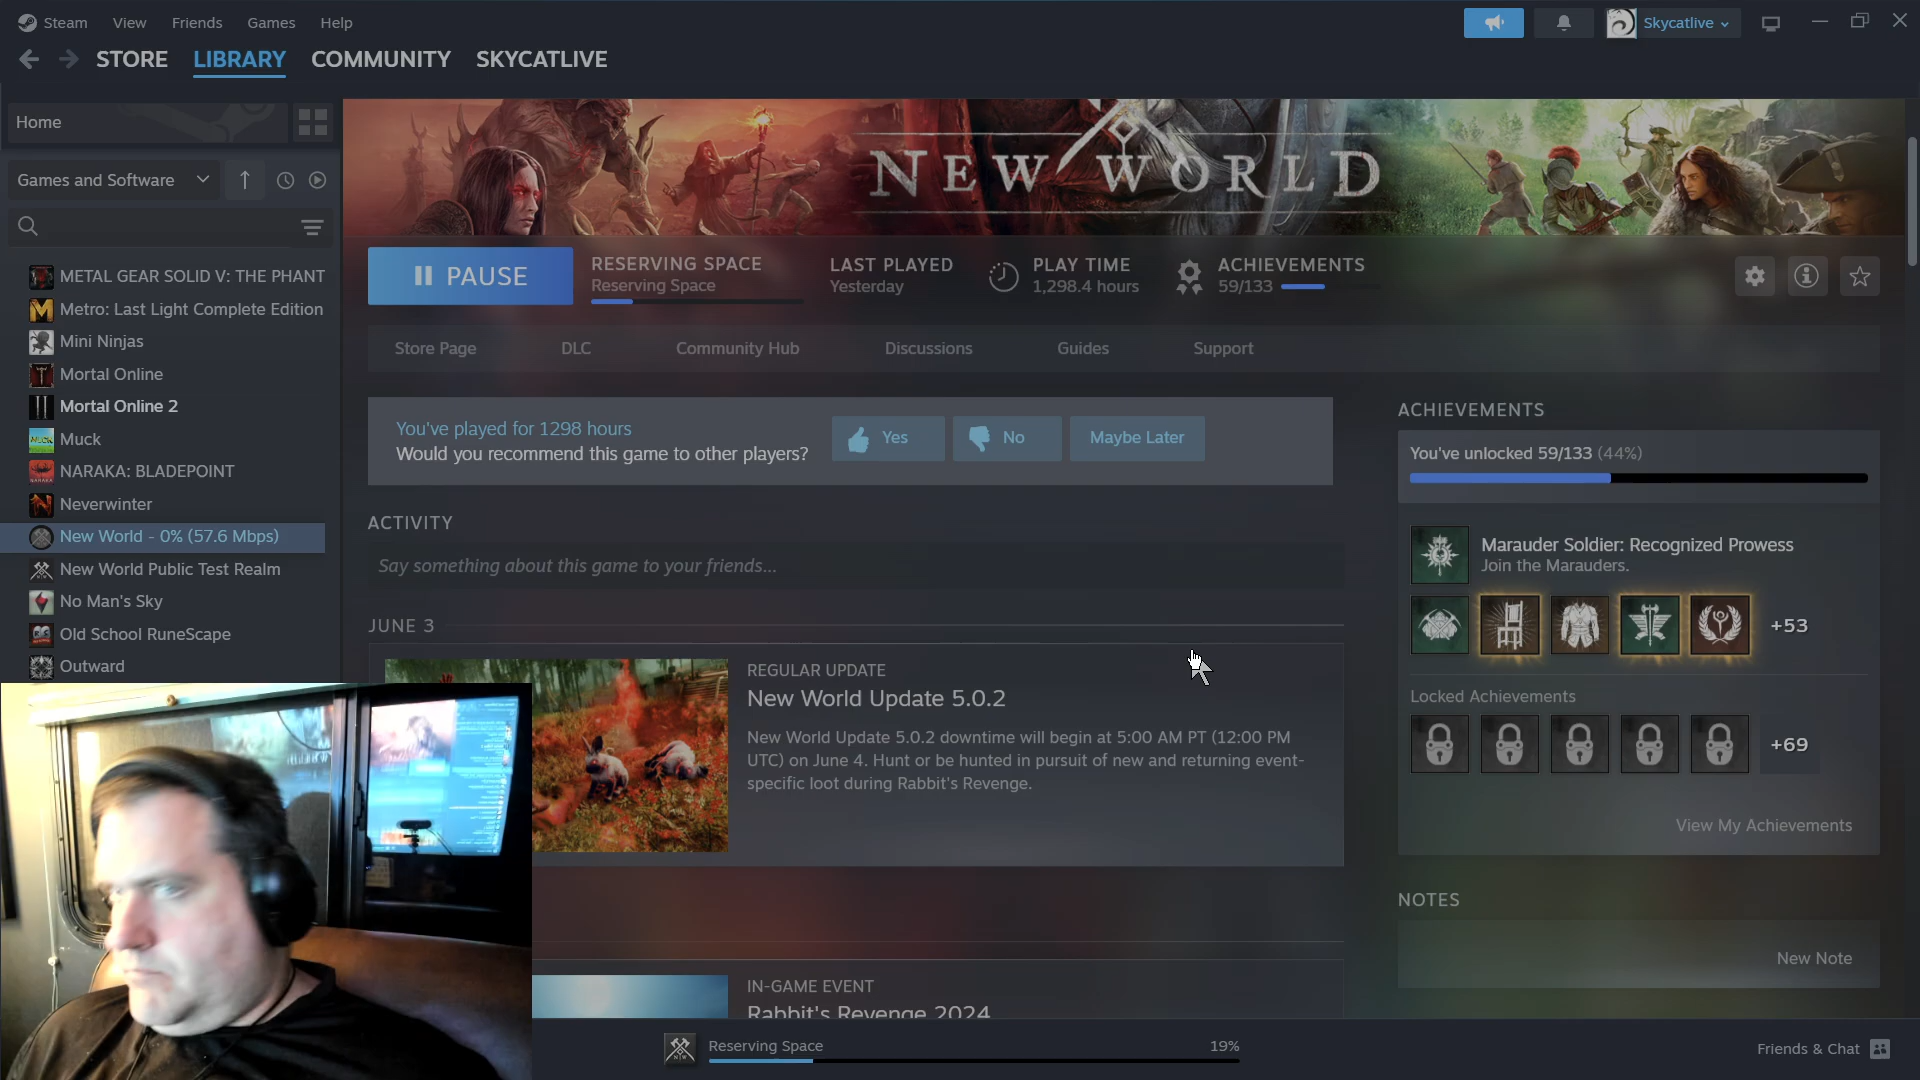 Steam View Friends Games Help
Skycatlive
STORE LIBRARY COMMUNITY SKYCATLIVE
Home
Games and Software
METAL GEAR SOLID V: THE PHANT
Metro: Last Light Complete Edition
Mini Ninjas
Mortal Online
Mortal Online 2
Muck
NARAKA: BLADEPOINT
Neverwinter
New World - 0% (57.6 Mbps)
New World Public Test Realm
No Man's Sky
Old School RuneScape
Outward
NEW WORLD
PAUSE
RESERVING SPACE
Reserving Space
LAST PLAYED
Yesterday
PLAY TIME
1,298.4 hours
ACHIEVEMENTS
59/133
Store Page DLC Community Hub Discussions Guides Support
You've played for 1298 hours
Would you recommend this game to other players?
Yes No Maybe Later
ACTIVITY
Say something about this game to your friends...
JUNE 3
REGULAR UPDATE
New World Update 5.0.2
New World Update 5.0.2 downtime will begin at 5:00 AM PT (12:00 PM
UTC) on June 4. Hunt or be hunted in pursuit of new and returning event-
specific loot during Rabbit's Revenge.
IN-GAME EVENT
Rabbit's Revenge 2024
ACHIEVEMENTS
You've unlocked 59/133 (44%)
Marauder Soldier: Recognized Prowess
Join the Marauders.
+53
Locked Achievements
+69
View My Achievements
NOTES
New Note
Reserving Space 19%
Friends & Chat